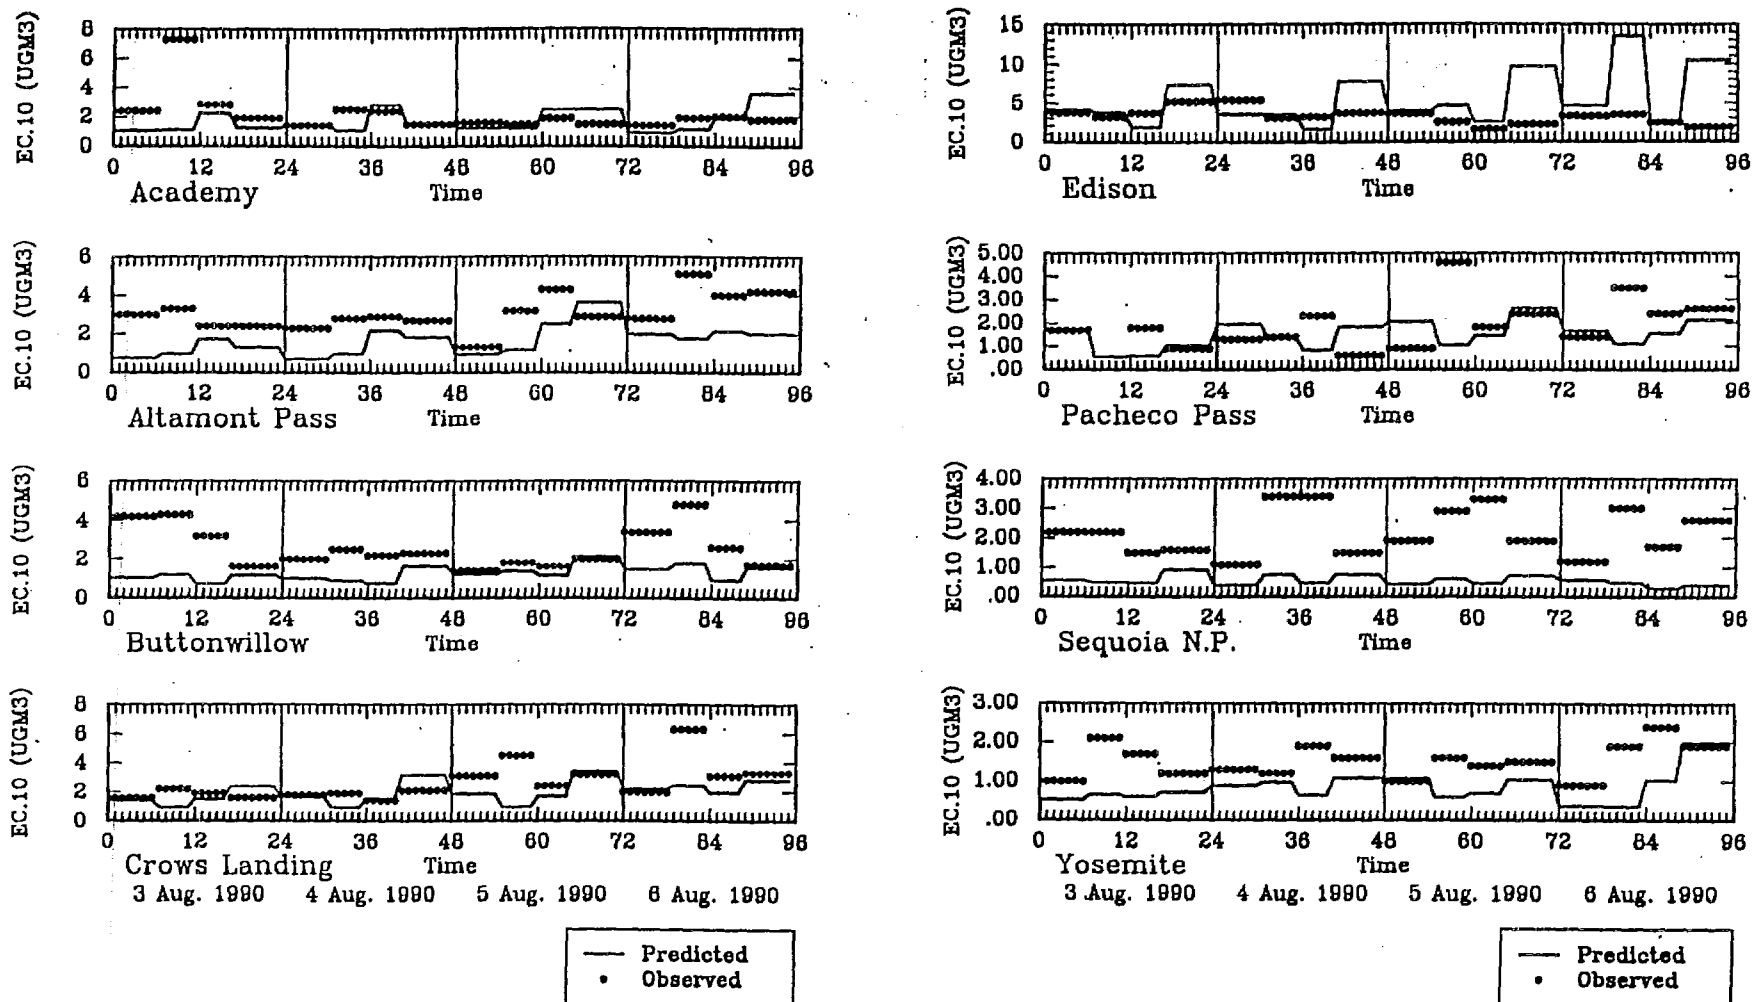 EC.10 (UGM3)
8
6
4
2
0
0 12 24 36 48 60 72 84 96
Academy Time
EC.10 (UGM3)
6
4
2
0
0 12 24 36 48 60 72 84 96
Altamont Pass Time
EC.10 (UGM3)
6
4
2
0
0 12 24 36 48 60 72 84 96
Buttonwillow Time
EC.10 (UGM3)
8
6
4
2
0
0 12 24 36 48 60 72 84 96
Crows Landing Time
3 Aug. 1990 4 Aug. 1990 5 Aug. 1990 6 Aug. 1990
Predicted
Observed
EC.10 (UGM3)
15
10
5
0
0 12 24 36 48 60 72 84 96
Edison Time
EC.10 (UGM3)
5.00
4.00
3.00
2.00
1.00
.00
0 12 24 36 48 60 72 84 96
Pacheco Pass Time
EC.10 (UGM3)
4.00
3.00
2.00
1.00
.00
0 12 24 36 48 60 72 84 96
Sequoia N.P. Time
EC.10 (UGM3)
3.00
2.00
1.00
.00
0 12 24 36 48 60 72 84 96
Yosemite Time
3 Aug. 1990 4 Aug. 1990 5 Aug. 1990 6 Aug. 1990
Predicted
Observed